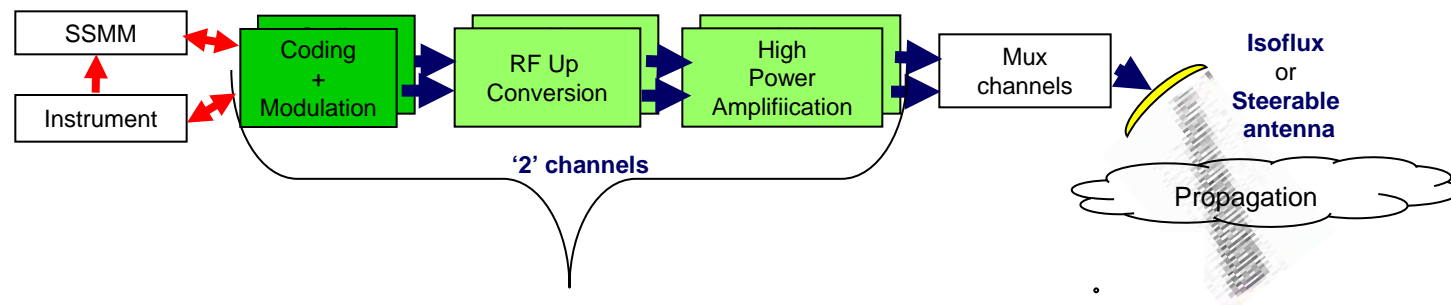 SSMM
Instrument
Coding
+
Modulation
RF Up
Conversion
High
Power
Amplifiication
Mux
channels
Isoflux
or
Steerable
antenna
‘2’ channels
Propagation